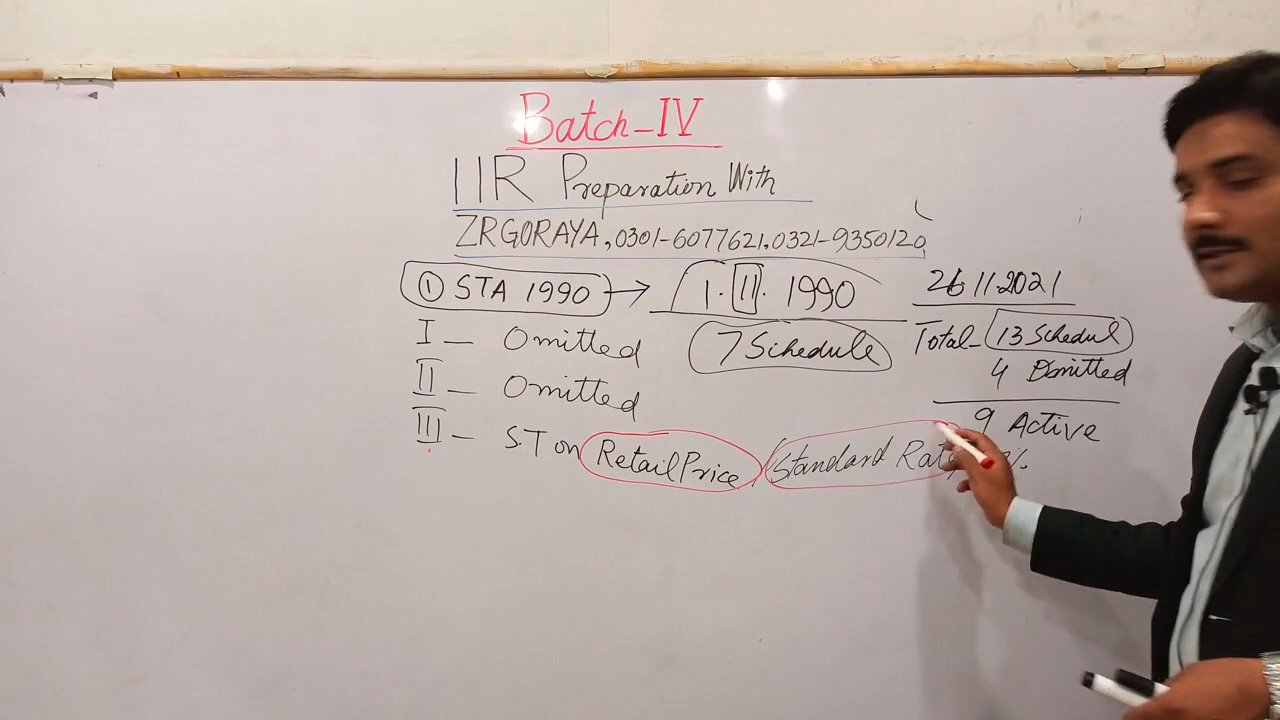 Batch-IV
IIR Preparation With
ZRGORAYA, 0301-6077621, 0321-9350120
① STA 1990 → 1.11.1990
26 11.2021
I - Omitted
7 Schedule
Total - 13 Schedul
II - Omitted
4 Omitted
9 Active
III - S.T on Retail Price / Standard Rate %